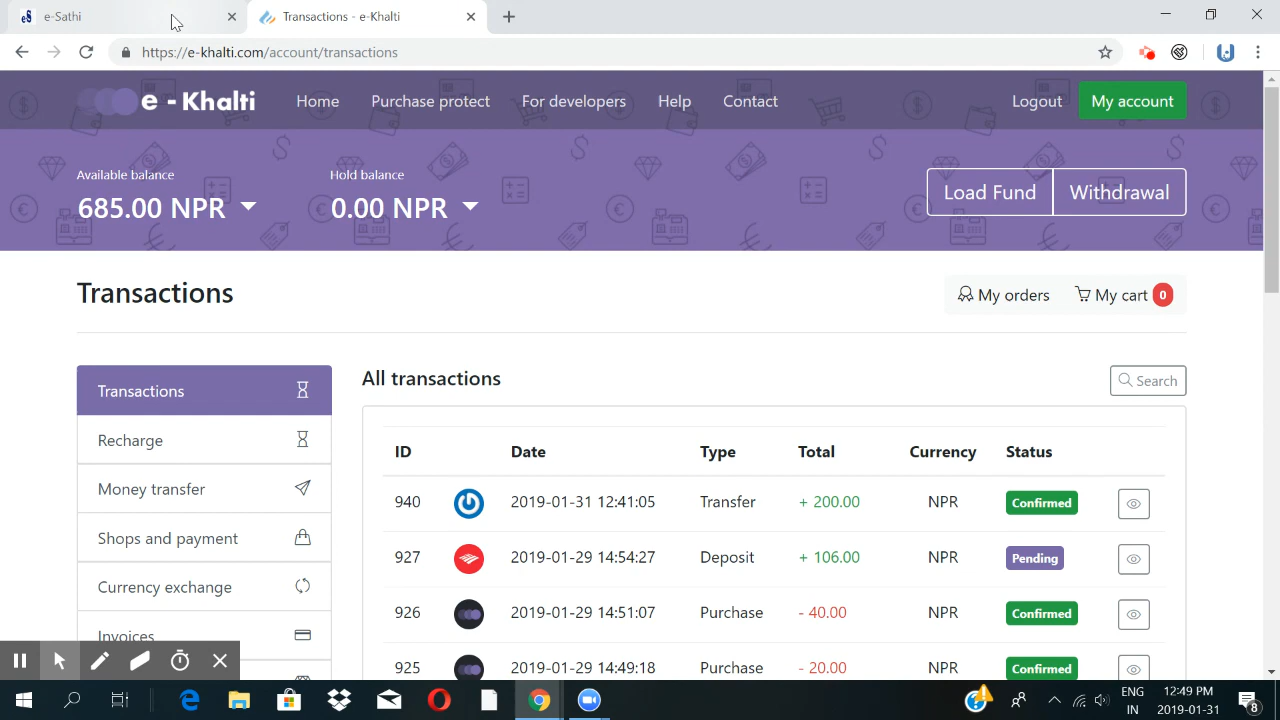 e-Sathi
Transactions - e-Khalti
https://e-khalti.com/account/transactions
e - Khalti
Home
Purchase protect
For developers
Help
Contact
Logout
My account
Available balance
685.00 NPR
Hold balance
0.00 NPR
Load Fund
Withdrawal
Transactions
My orders
My cart 0
Transactions
Recharge
Money transfer
Shops and payment
Currency exchange
Invoices
All transactions
Search
ID Date Type Total Currency Status
940 2019-01-31 12:41:05 Transfer + 200.00 NPR Confirmed
927 2019-01-29 14:54:27 Deposit + 106.00 NPR Pending
926 2019-01-29 14:51:07 Purchase - 40.00 NPR Confirmed
925 2019-01-29 14:49:18 Purchase - 20.00 NPR Confirmed
ENG
IN
12:49 PM
2019-01-31
8